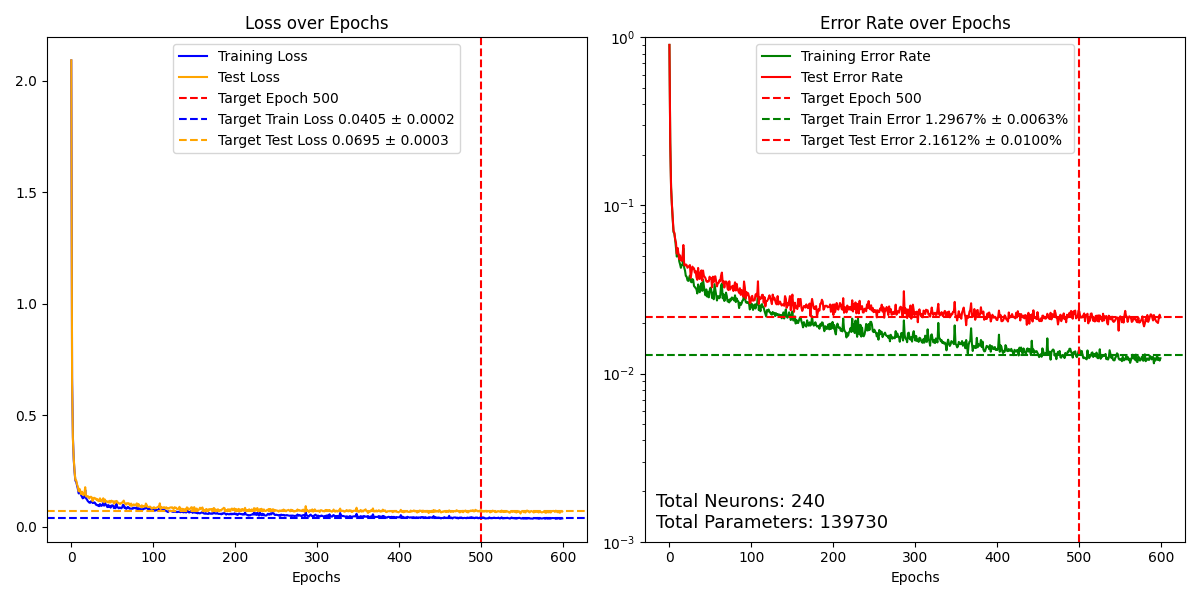 Loss over Epochs
Training Loss
Test Loss
Target Epoch 500
Target Train Loss 0.0405 ± 0.0002
Target Test Loss 0.0695 ± 0.0003
2.0
1.5
1.0
0.5
0.0
0 100 200 300 400 500 600
Epochs
Error Rate over Epochs
Training Error Rate
Test Error Rate
Target Epoch 500
Target Train Error 1.2967% ± 0.0063%
Target Test Error 2.1612% ± 0.0100%
10⁰
10⁻¹
10⁻²
10⁻³
Total Neurons: 240
Total Parameters: 139730
0 100 200 300 400 500 600
Epochs